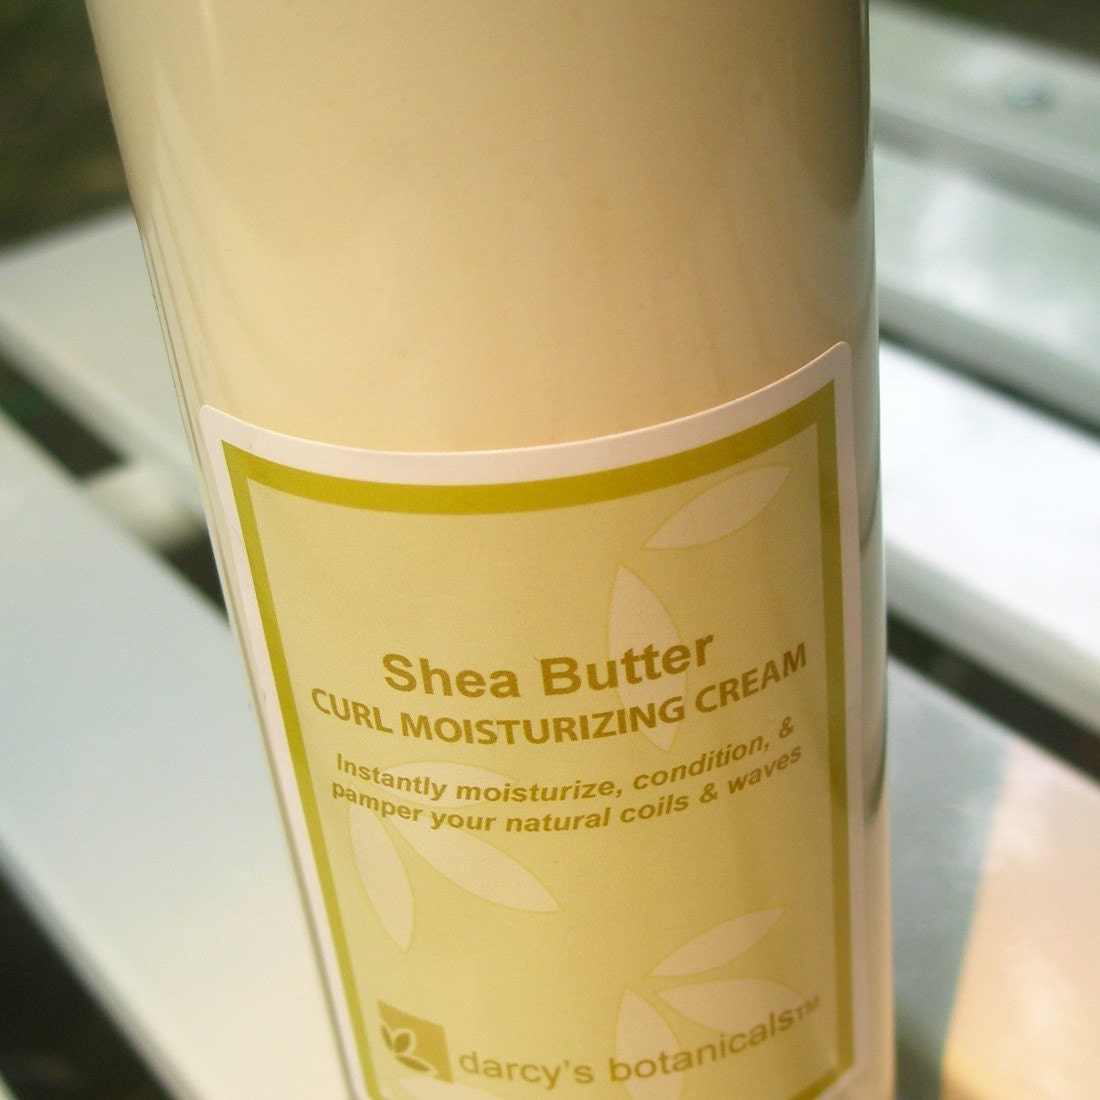 Shea Butter
CURL MOISTURIZING CREAM
Instantly moisturize, condition, &
pamper your natural coils & waves
darcy's botanicals™